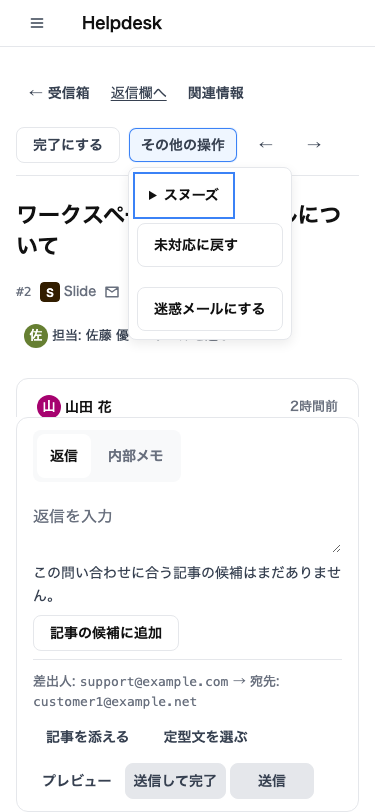 Helpdesk
← 受信箱 返信欄へ 関連情報
完了にする その他の操作 ← →
▶ スヌーズ
未対応に戻す
迷惑メールにする
ワークスペー
ルにつ
いて
#2 S Slide
佐 担当: 佐藤 優
山 山田 花 2時間前
返信 内部メモ
返信を入力
この問い合わせに合う記事の候補はまだありませ
ん。
記事の候補に追加
差出人: support@example.com → 宛先:
customer1@example.net
記事を添える 定型文を選ぶ
プレビュー 送信して完了 送信